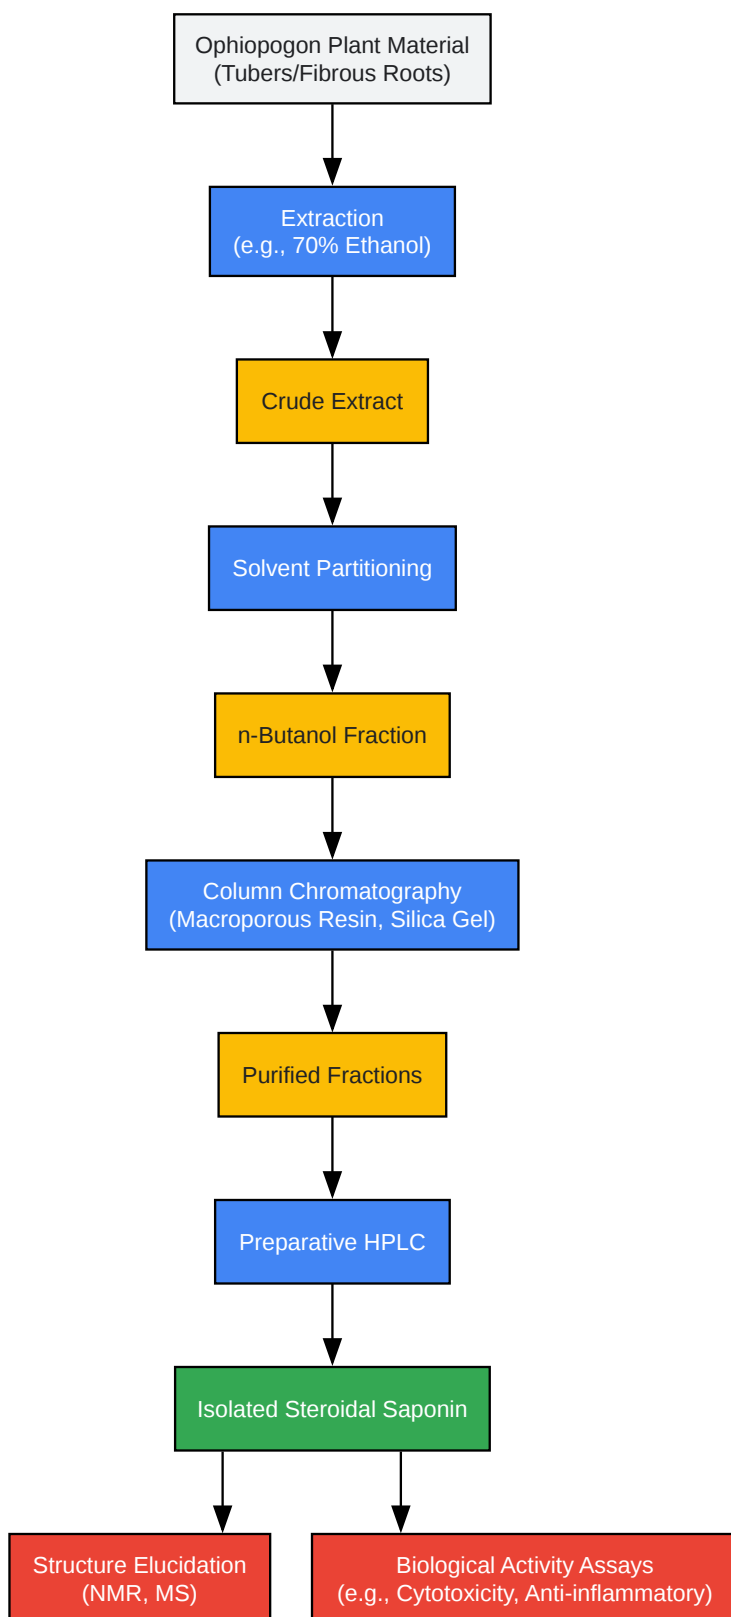 Ophiopogon Plant Material
(Tubers/Fibrous Roots)
Extraction
(e.g., 70% Ethanol)
Crude Extract
Solvent Partitioning
n-Butanol Fraction
Column Chromatography
(Macroporous Resin, Silica Gel)
Purified Fractions
Preparative HPLC
Isolated Steroidal Saponin
Structure Elucidation
(NMR, MS)
Biological Activity Assays
(e.g., Cytotoxicity, Anti-inflammatory)